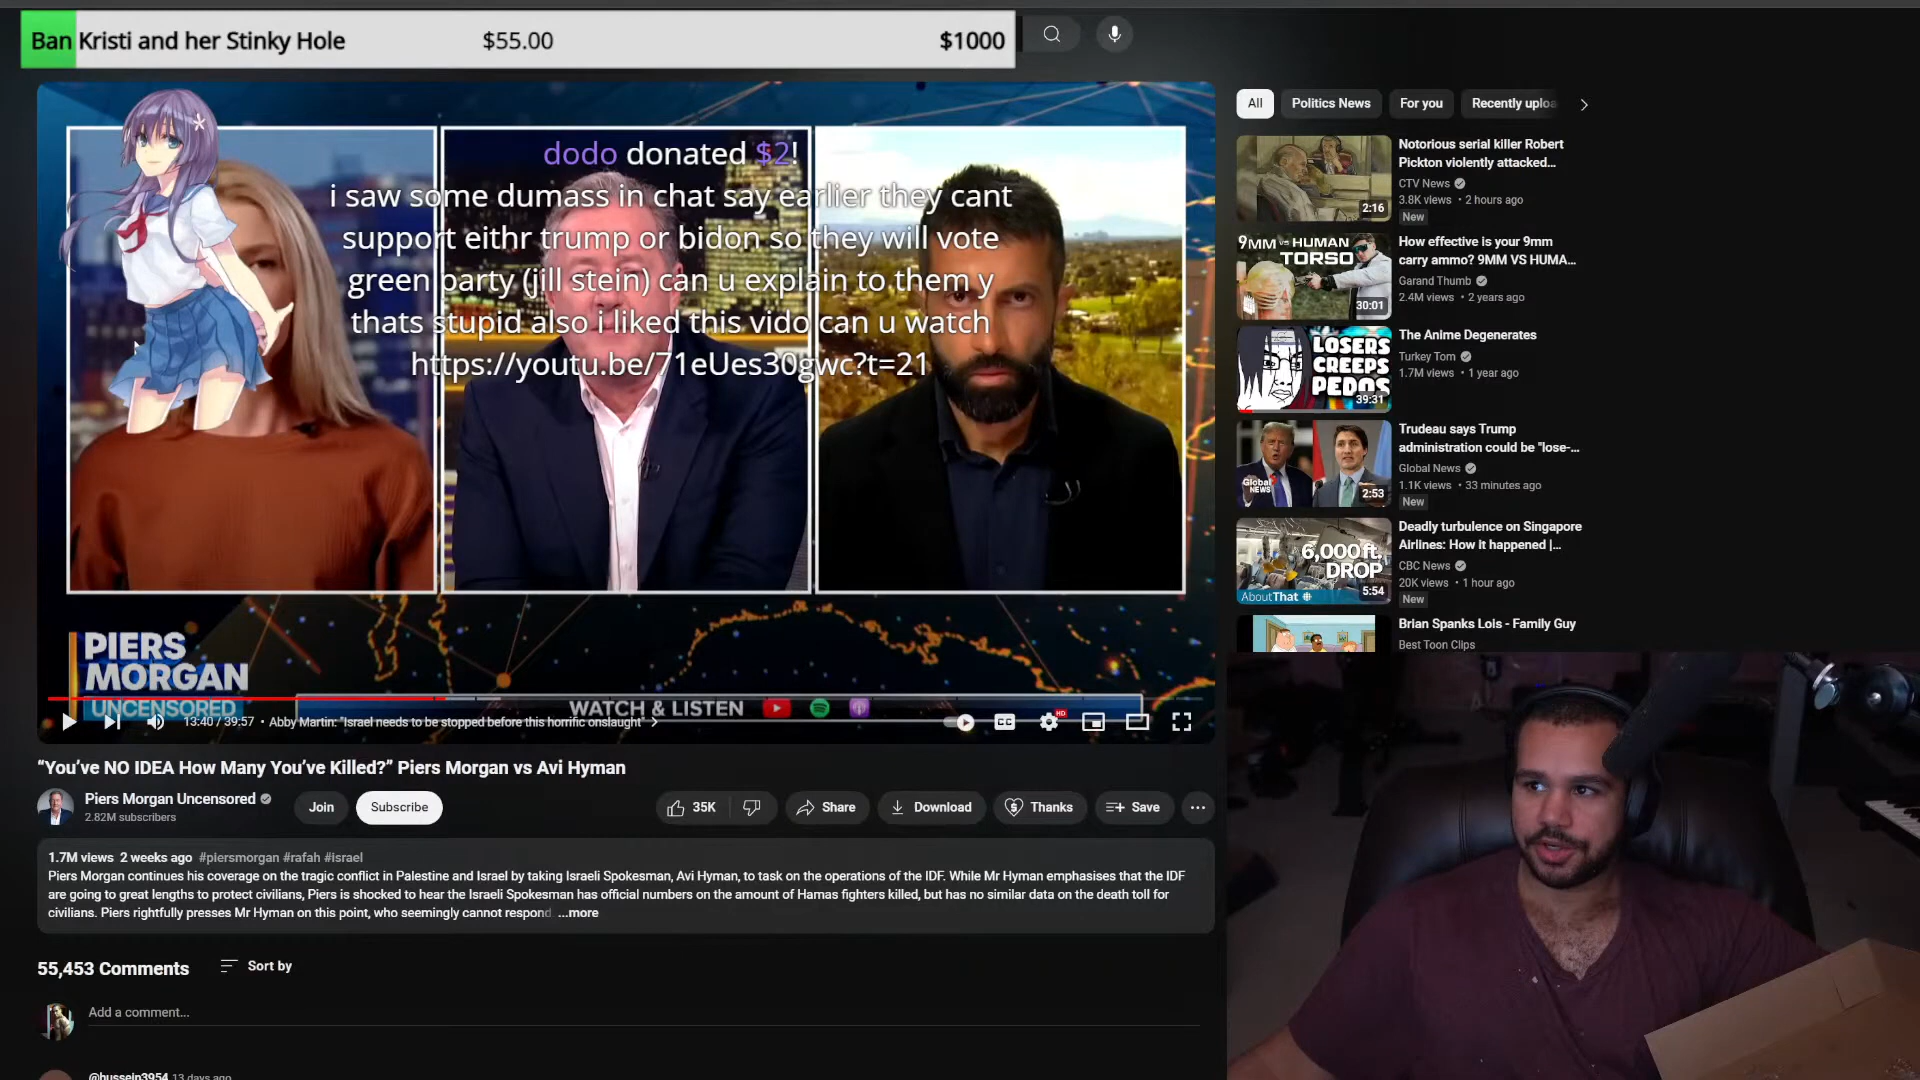 Ban Kristi and her Stinky Hole $55.00 $1000
All Politics News For you Recently uploa
dodo donated $2!
i saw some dumass in chat say earlier they cant
support eithr trump or bidon so they will vote
green party (jill stein) can u explain to them y
thats stupid also i liked this vido can u watch
https://youtu.be/71eUes30gwc?t=21
PIERS
MORGAN
UNCENSORED
WATCH & LISTEN
13:40 / 39:57 • Abby Martin: "Israel needs to be stopped before this horrific onslaught"
CC
HD
“You’ve NO IDEA How Many You’ve Killed?” Piers Morgan vs Avi Hyman
Piers Morgan Uncensored
2.82M subscribers
Join
Subscribe
35K
Share
Download
Thanks
Save
1.7M views 2 weeks ago #piersmorgan #rafah #israel
Piers Morgan continues his coverage on the tragic conflict in Palestine and Israel by taking Israeli Spokesman, Avi Hyman, to task on the operations of the IDF. While Mr Hyman emphasises that the IDF
are going to great lengths to protect civilians, Piers is shocked to hear the Israeli Spokesman has official numbers on the amount of Hamas fighters killed, but has no similar data on the death toll for
civilians. Piers rightfully presses Mr Hyman on this point, who seemingly cannot respond ...more
55,453 Comments
Sort by
Add a comment...
@hussein3954 13 days ago
2:16
Notorious serial killer Robert
Pickton violently attacked...
CTV News
3.8K views • 2 hours ago
New
9MM vs HUMAN
TORSO
30:01
How effective is your 9mm
carry ammo? 9MM VS HUMA...
Garand Thumb
2.4M views • 2 years ago
LOSERS
CREEPS
PEDOS
39:31
The Anime Degenerates
Turkey Tom
1.7M views • 1 year ago
Global
NEWS
2:53
Trudeau says Trump
administration could be "lose-...
Global News
1.1K views • 33 minutes ago
New
6,000 ft.
DROP
About That
5:54
Deadly turbulence on Singapore
Airlines: How it happened |...
CBC News
20K views • 1 hour ago
New
Brian Spanks Lois - Family Guy
Best Toon Clips